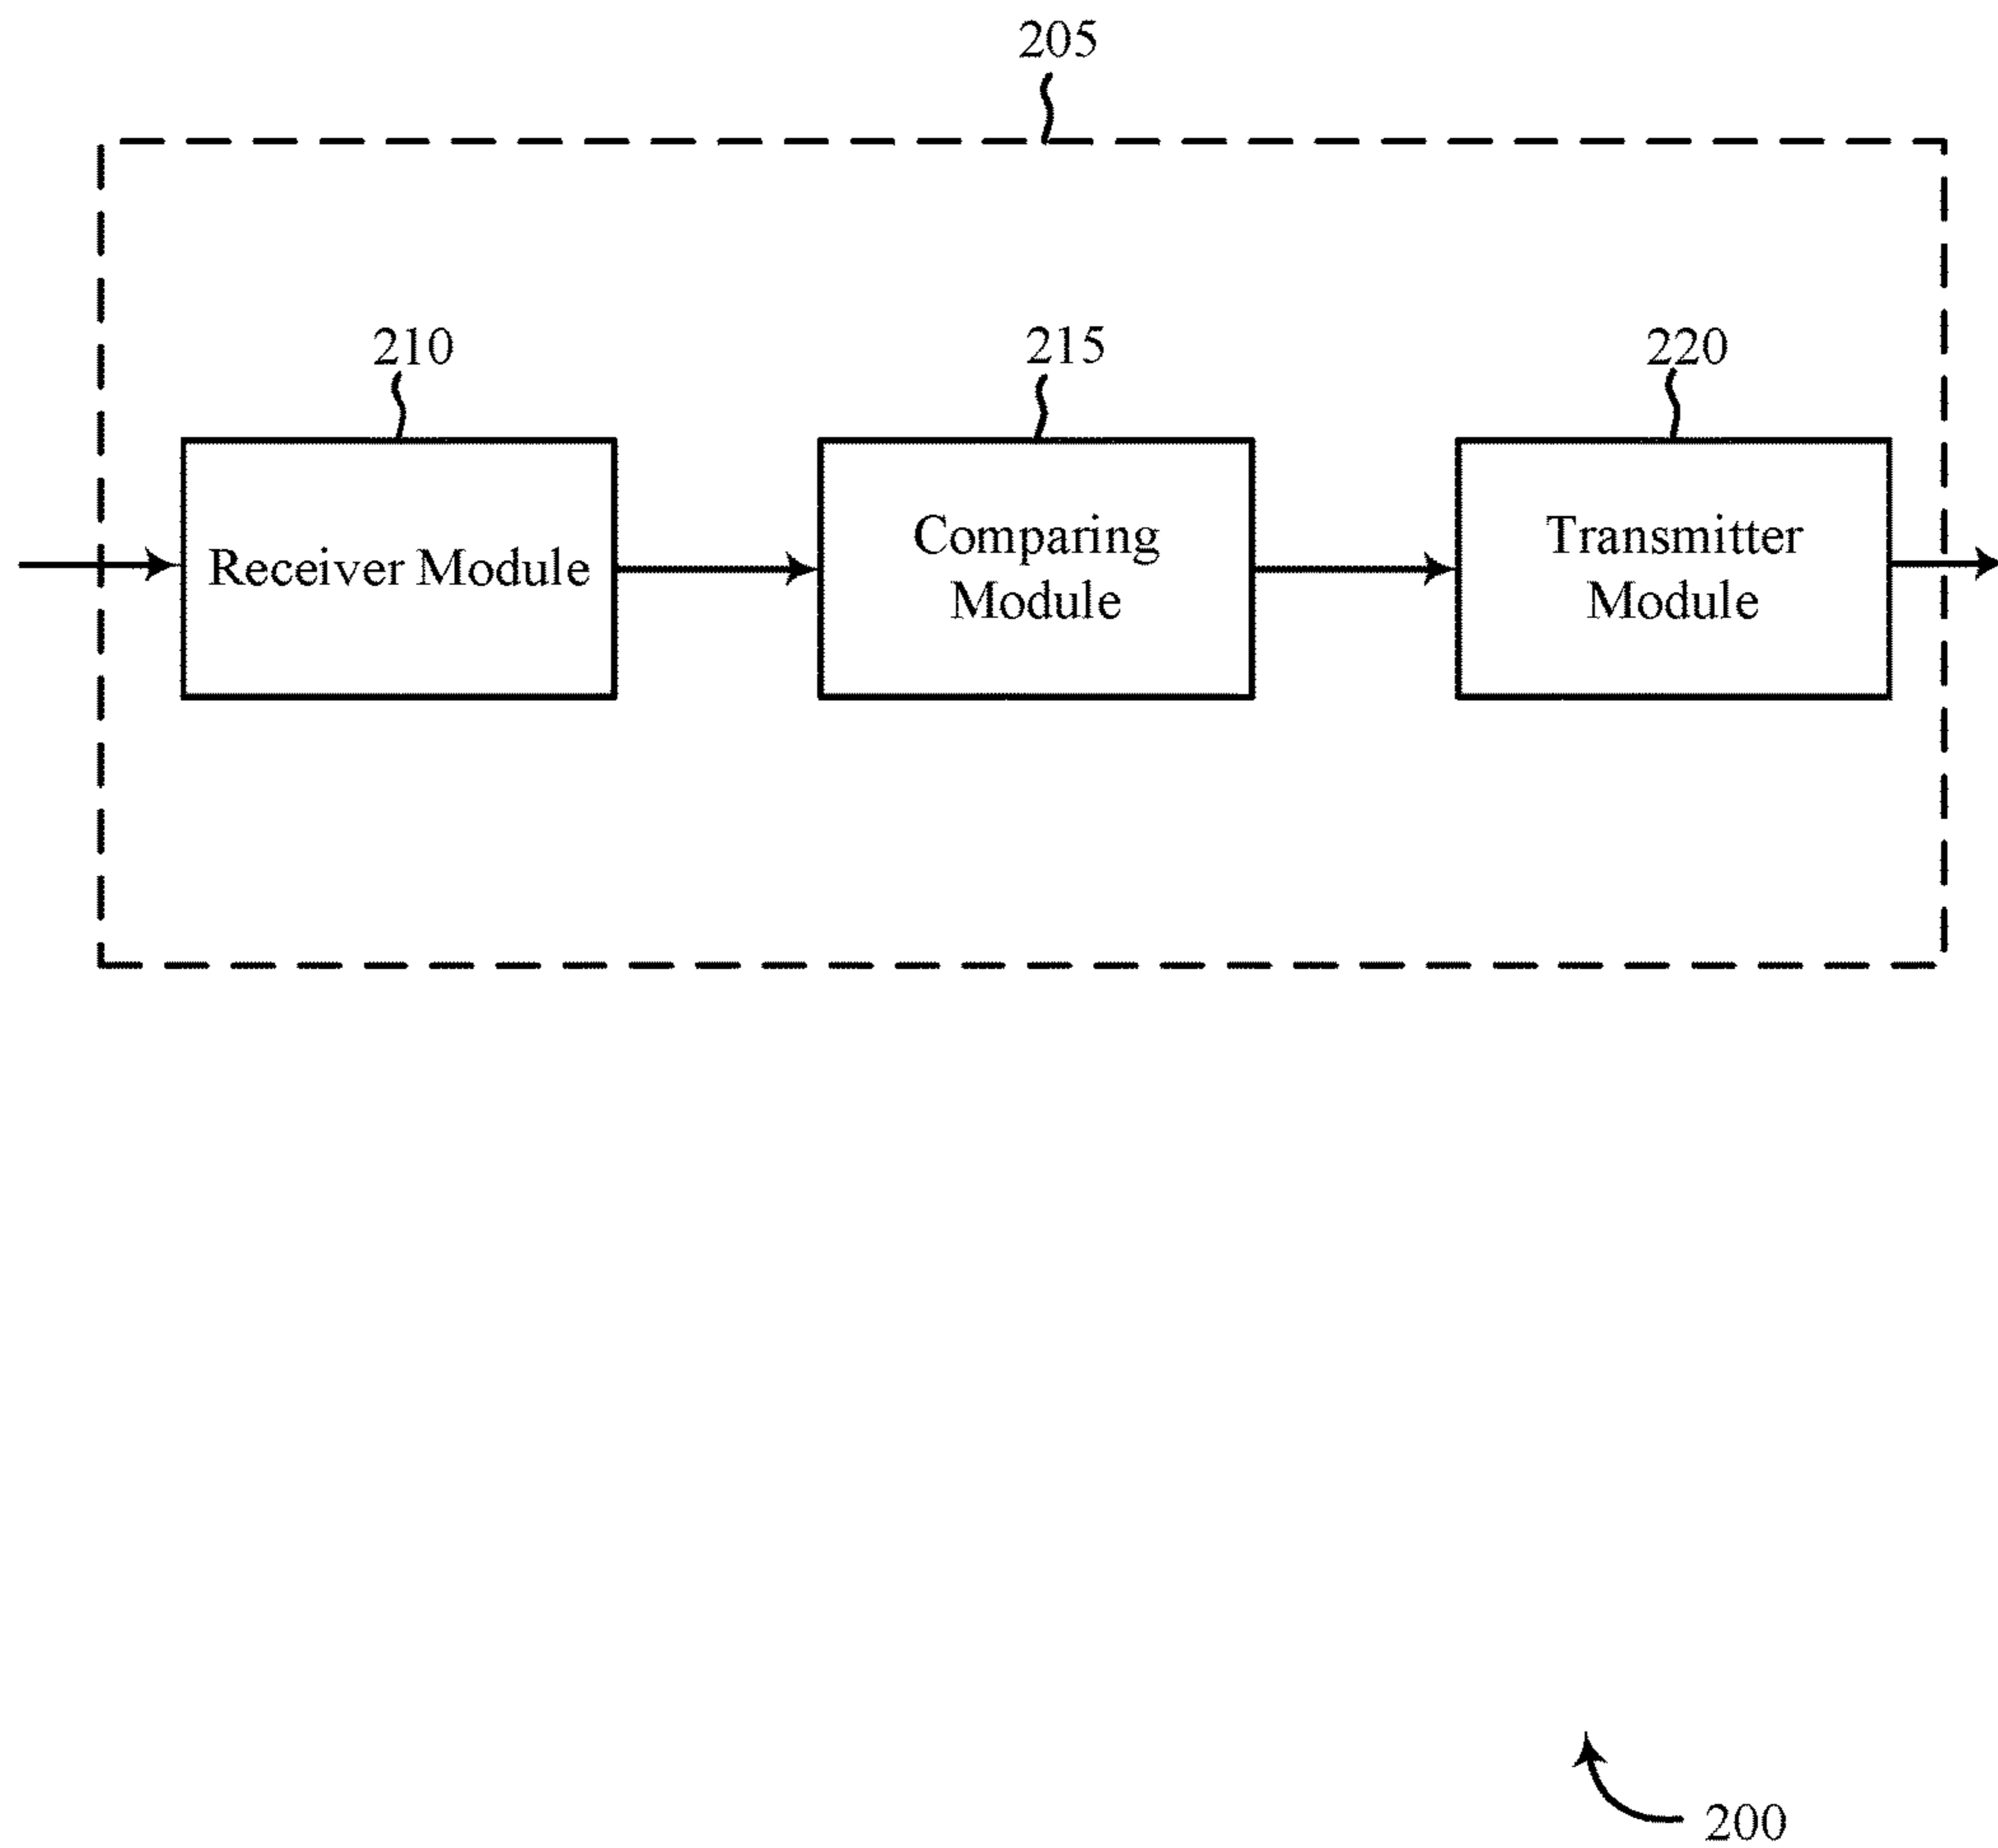 205
210
215
220
Receiver Module
Comparing
Module
Transmitter
Module
200